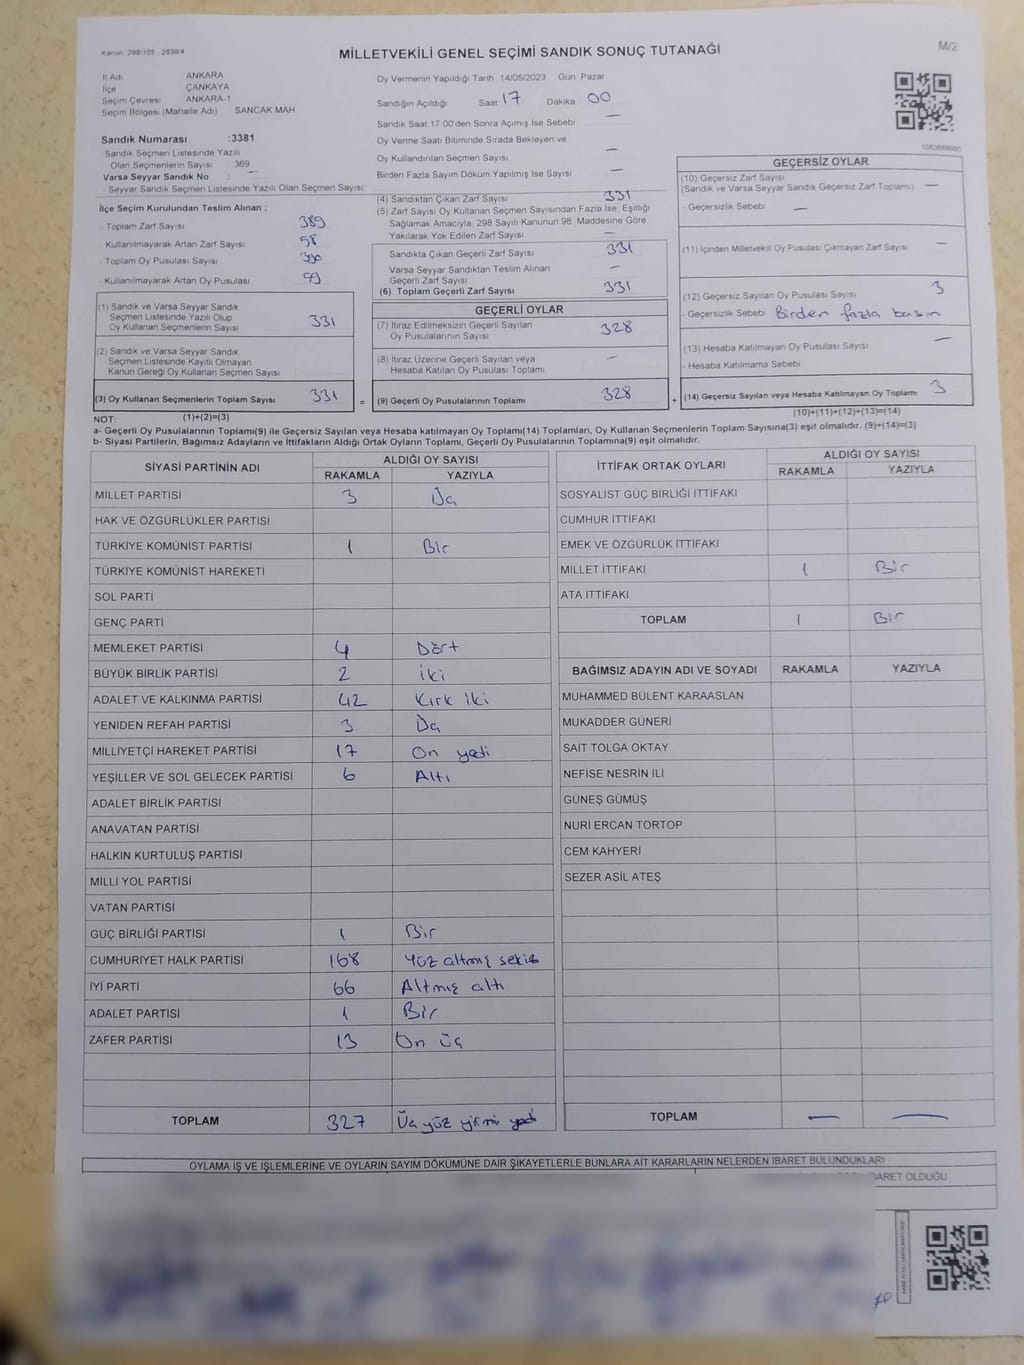 Kanun 298/105, 2839/4
MİLLETVEKİLİ GENEL SEÇİMİ SANDIK SONUÇ TUTANAĞI
M/2
İl Adı ANKARA
İlçe ÇANKAYA
Seçim Çevresi ANKARA-1
Seçim Bölgesi (Mahalle Adı) SANCAK MAH
Sandık Numarası :3381
Sandık Seçmen Listesinde Yazılı
Olan Seçmenlerin Sayısı 369
Varsa Seyyar Sandık No : —
- Seyyar Sandık Seçmen Listesinde Yazılı Olan Seçmen Sayısı
Oy Vermenin Yapıldığı Tarih 14/05/2023 Gün Pazar
Sandığın Açıldığı Saat 17 Dakika 00
Sandık Saat 17.00'den Sonra Açılmış İse Sebebi —
Oy Verme Saati Bitiminde Sırada Bekleyen ve
Oy Kullandırılan Seçmen Sayısı —
Birden Fazla Sayım Döküm Yapılmış İse Sayısı —
İlçe Seçim Kurulundan Teslim Alınan ;
- Toplam Zarf Sayısı 389
- Kullanılmayarak Artan Zarf Sayısı 58
- Toplam Oy Pusulası Sayısı
- Kullanılmayarak Artan Oy Pusulası
(4) Sandıktan Çıkan Zarf Sayısı 331
(5) Zarf Sayısı Oy Kullanan Seçmen Sayısından Fazla İse, Eşitliği
Sağlamak Amacıyla, 298 Sayılı Kanunun 98. Maddesine Göre
Yakılarak Yok Edilen Zarf Sayısı —
Sandıkta Çıkan Geçerli Zarf Sayısı 331
Varsa Seyyar Sandıktan Teslim Alınan
Geçerli Zarf Sayısı —
(6) Toplam Geçerli Zarf Sayısı 331
(1) Sandık ve Varsa Seyyar Sandık
Seçmen Listesinde Yazılı Olup
Oy Kullanan Seçmenlerin Sayısı 331
(2) Sandık ve Varsa Seyyar Sandık
Seçmen Listesinde Kayıtlı Olmayan
Kanun Gereği Oy Kullanan Seçmen Sayısı
(3) Oy Kullanan Seçmenlerin Toplam Sayısı 331 =
GEÇERLİ OYLAR
(7) İtiraz Edilmeksizin Geçerli Sayılan
Oy Pusulalarının Sayısı 328
(8) İtiraz Üzerine Geçerli Sayılan veya
Hesaba Katılan Oy Pusulası Toplamı —
(9) Geçerli Oy Pusulalarının Toplamı 328 +
GEÇERSİZ OYLAR
(10) Geçersiz Zarf Sayısı
(Sandık ve Varsa Seyyar Sandık Geçersiz Zarf Toplamı) —
- Geçersizlik Sebebi —
(11) İçinden Milletvekili Oy Pusulası Çıkmayan Zarf Sayısı —
(12) Geçersiz Sayılan Oy Pusulası Sayısı 3
- Geçersizlik Sebebi Birden fazla basım
(13) Hesaba Katılmayan Oy Pusulası Sayısı —
- Hesaba Katılmama Sebebi
(14) Geçersiz Sayılan veya Hesaba Katılmayan Oy Toplamı 3
NOT: (1)+(2)=(3)
(10)+(11)+(12)+(13)=(14)
a- Geçerli Oy Pusulalarının Toplamı(9) ile Geçersiz Sayılan veya Hesaba katılmayan Oy Toplamı(14) Toplamları, Oy Kullanan Seçmenlerin Toplam Sayısına(3) eşit olmalıdır. (9)+(14)=(3)
b- Siyasi Partilerin, Bağımsız Adayların ve İttifakların Aldığı Ortak Oyların Toplamı, Geçerli Oy Pusulalarının Toplamına(9) eşit olmalıdır.
SİYASİ PARTİNİN ADI ALDIĞI OY SAYISI
RAKAMLA YAZIYLA
MİLLET PARTİSİ 3 Üç
HAK VE ÖZGÜRLÜKLER PARTİSİ
TÜRKİYE KOMÜNİST PARTİSİ 1 Bir
TÜRKİYE KOMÜNİST HAREKETİ
SOL PARTİ
GENÇ PARTİ
MEMLEKET PARTİSİ 4 Dört
BÜYÜK BİRLİK PARTİSİ 2 iki
ADALET VE KALKINMA PARTİSİ 42 Kırk iki
YENİDEN REFAH PARTİSİ 3 Üç
MİLLİYETÇİ HAREKET PARTİSİ 17 On yedi
YEŞİLLER VE SOL GELECEK PARTİSİ 6 Altı
ADALET BİRLİK PARTİSİ
ANAVATAN PARTİSİ
HALKIN KURTULUŞ PARTİSİ
MİLLİ YOL PARTİSİ
VATAN PARTİSİ
GÜÇ BİRLİĞİ PARTİSİ 1 Bir
CUMHURİYET HALK PARTİSİ 168 Yüz altmış sekiz
İYİ PARTİ 66 Altmış altı
ADALET PARTİSİ 1 Bir
ZAFER PARTİSİ 13 On üç
TOPLAM 327 Üç yüz yirmi yedi
İTTİFAK ORTAK OYLARI ALDIĞI OY SAYISI
RAKAMLA YAZIYLA
SOSYALİST GÜÇ BİRLİĞİ İTTİFAKI
CUMHUR İTTİFAKI
EMEK VE ÖZGÜRLÜK İTTİFAKI
MİLLET İTTİFAKI 1 Bir
ATA İTTİFAKI
TOPLAM 1 Bir
BAĞIMSIZ ADAYIN ADI VE SOYADI RAKAMLA YAZIYLA
MUHAMMED BÜLENT KARAASLAN
MUKADDER GÜNERİ
SAİT TOLGA OKTAY
NEFİSE NESRİN İLİ
GÜNEŞ GÜMÜŞ
NURİ ERCAN TORTOP
CEM KAHYERİ
SEZER ASİL ATEŞ
TOPLAM — —
OYLAMA İŞ VE İŞLEMLERİNE VE OYLARIN SAYIM DÖKÜMÜNE DAİR ŞİKAYETLERLE BUNLARA AİT KARARLARIN NELERDEN İBARET BULUNDUKLARI
BARET OLDUĞU